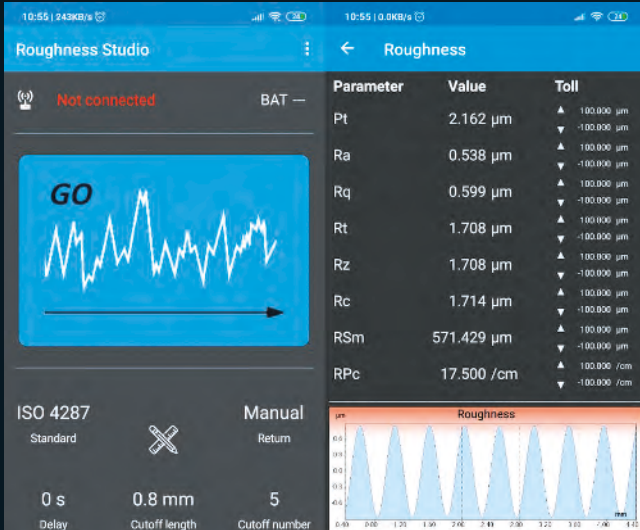 10:55 | 243KB/s
24
Roughness Studio
Not connected
BAT ---
GO
ISO 4287
Standard
Manual
Return
0 s
Delay
0.8 mm
Cutoff length
5
Cutoff number
10:55 | 0.0KB/s
24
Roughness
Parameter Value Toll
Pt 2.162 µm ▲ 100.000 µm
▼ -100.000 µm
Ra 0.538 µm ▲ 100.000 µm
▼ -100.000 µm
Rq 0.599 µm ▲ 100.000 µm
▼ -100.000 µm
Rt 1.708 µm ▲ 100.000 µm
▼ -100.000 µm
Rz 1.708 µm ▲ 100.000 µm
▼ -100.000 µm
Rc 1.714 µm ▲ 100.000 µm
▼ -100.000 µm
RSm 571.429 µm ▲ 100.000 µm
▼ -100.000 µm
RPc 17.500 /cm ▲ 100.000 /cm
▼ -100.000 /cm
µm
Roughness
mm